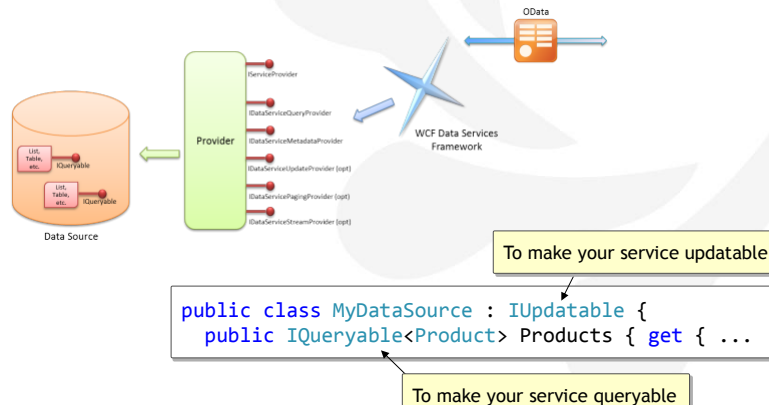 OData
IServiceProvider
IDataServiceQueryProvider
Provider
IDataServiceMetadataProvider
WCF Data Services
Framework
List,
Table,
etc.
IQueryable
IDataServiceUpdateProvider (opt)
List,
Table,
etc.
IQueryable
IDataServicePagingProvider (opt)
IDataServiceStreamProvider (opt)
Data Source
To make your service updatable
public class MyDataSource : IUpdatable {
public IQueryable<Product> Products { get { ...
To make your service queryable